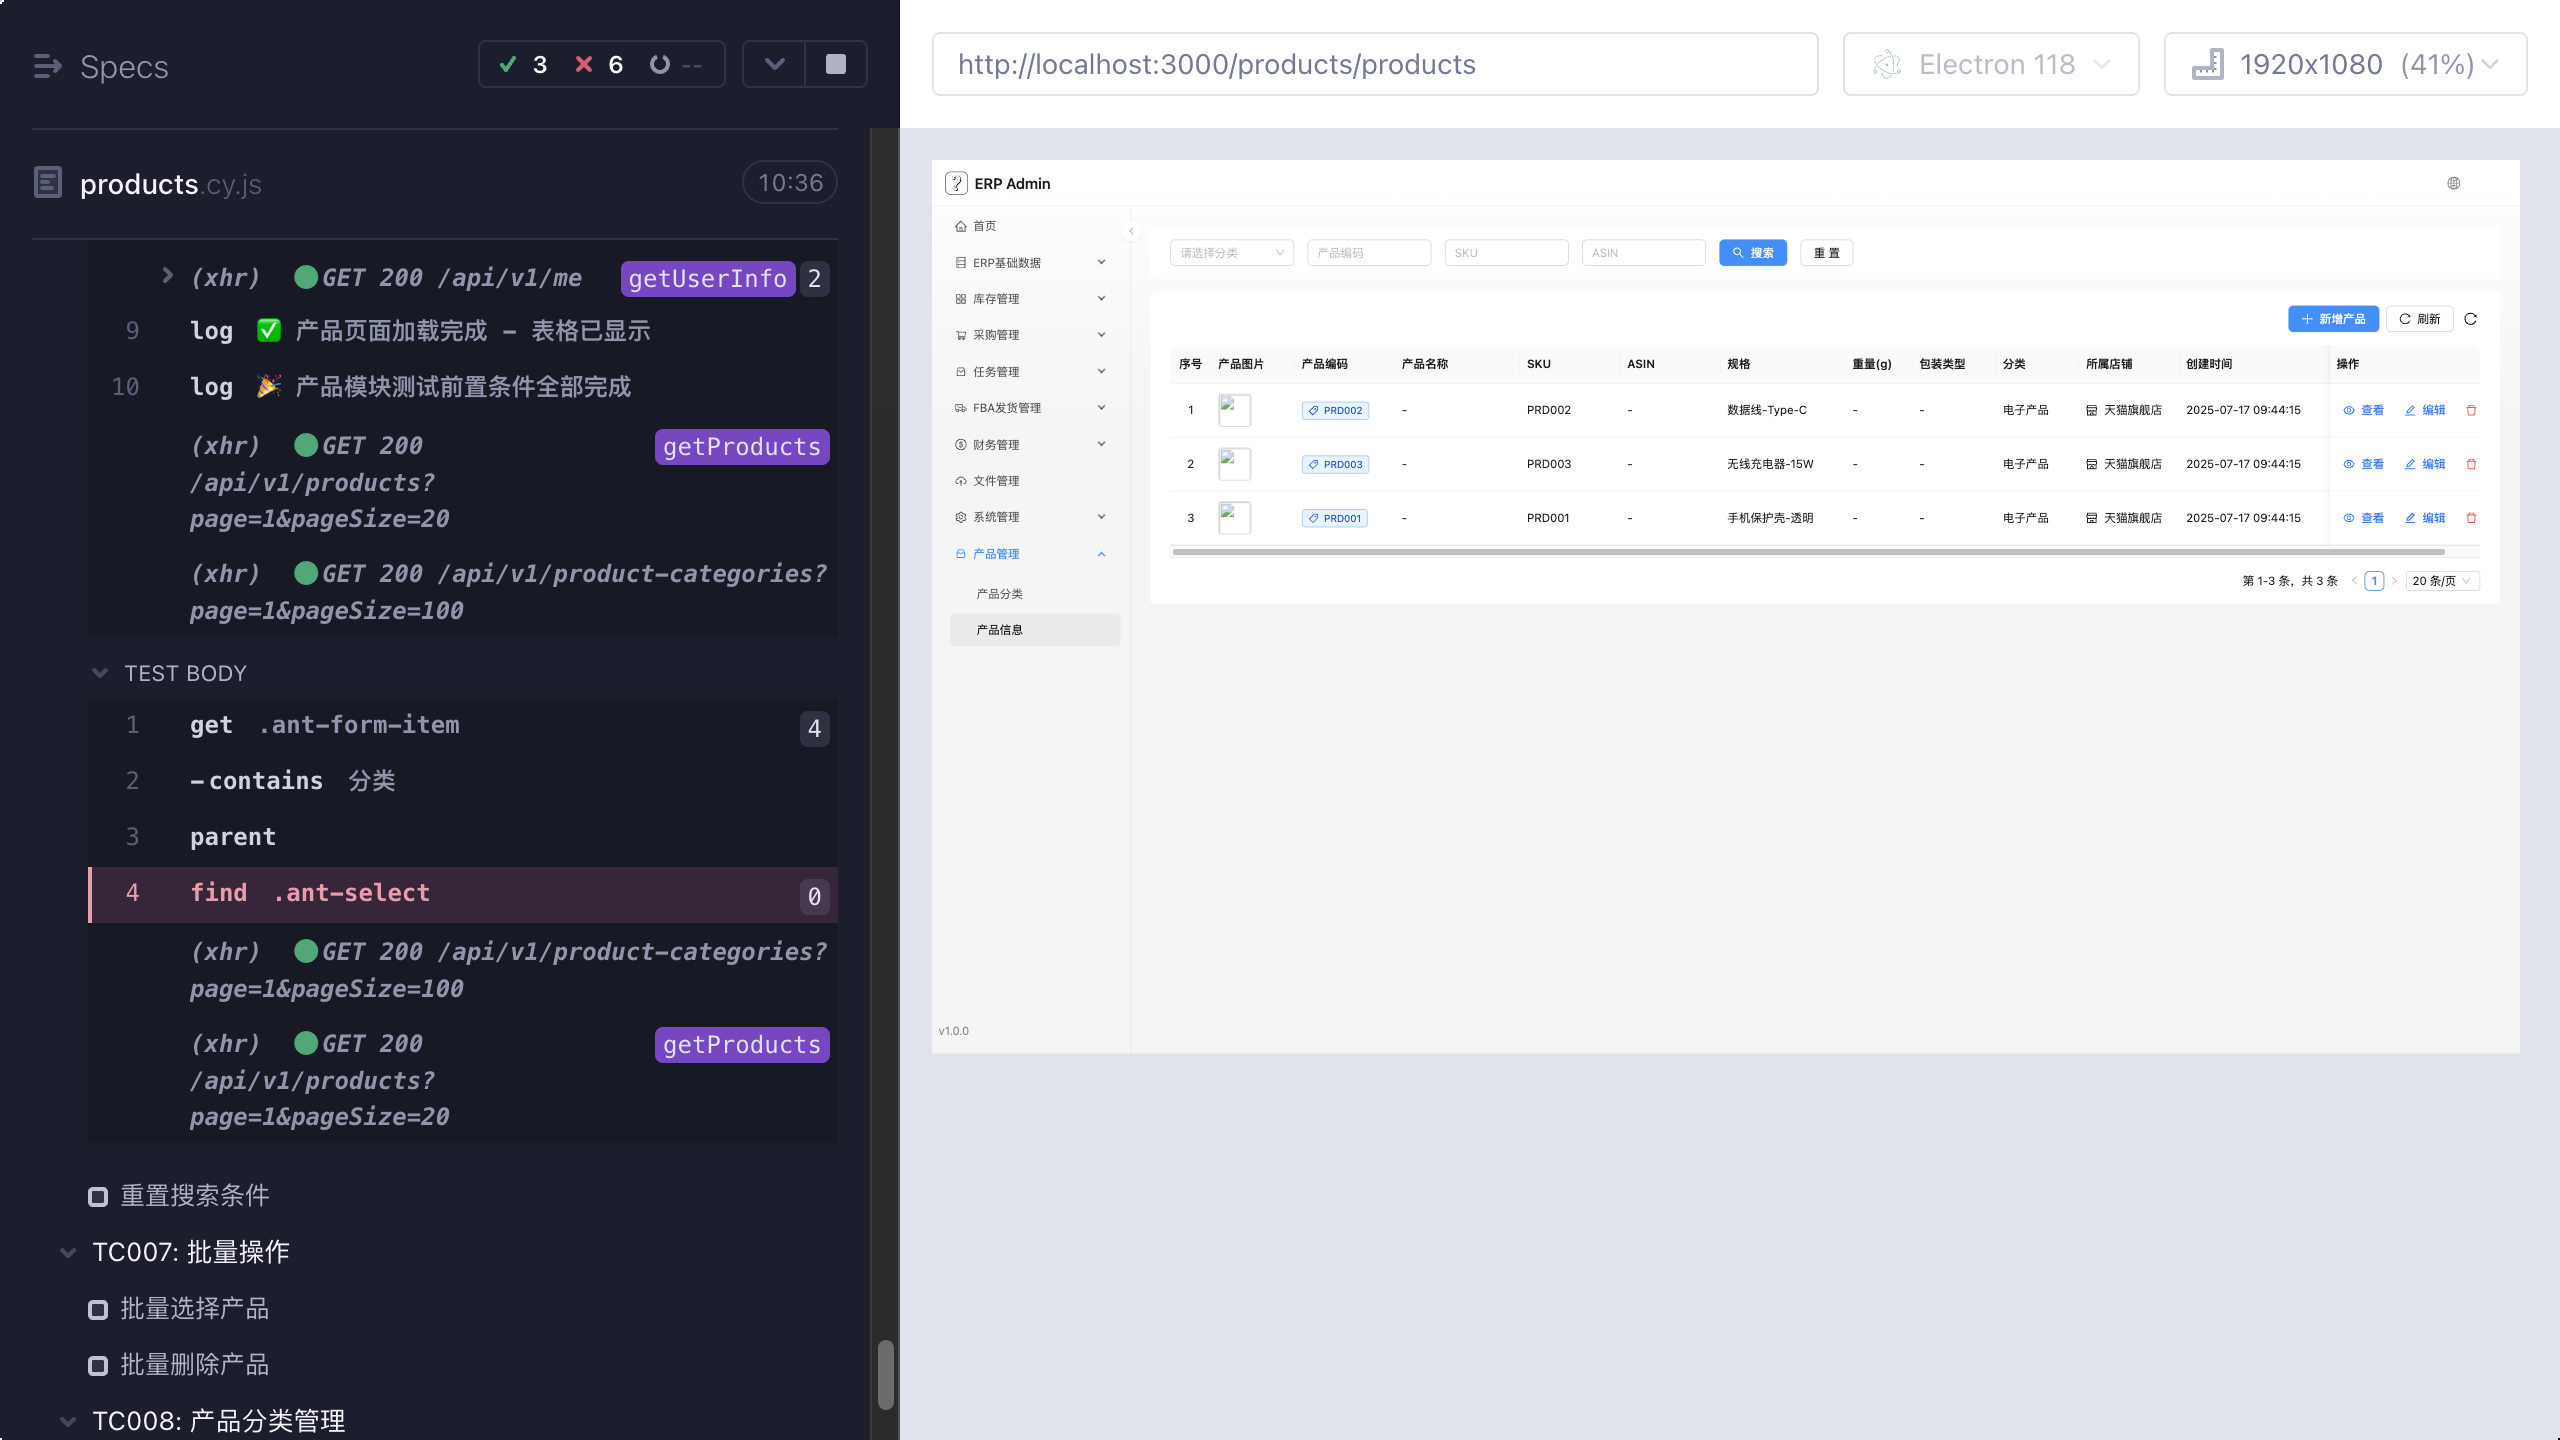 Specs
3 6 --
products.cy.js 10:36
(xhr) GET 200 /api/v1/me getUserInfo 2
9 log ✅ 产品页面加载完成 - 表格已显示
10 log 🎉 产品模块测试前置条件全部完成
(xhr) GET 200 getProducts
/api/v1/products?
page=1&pageSize=20
(xhr) GET 200 /api/v1/product-categories?
page=1&pageSize=100
TEST BODY
1 get .ant-form-item 4
2 -contains 分类
3 parent
4 find .ant-select 0
(xhr) GET 200 /api/v1/product-categories?
page=1&pageSize=100
(xhr) GET 200 getProducts
/api/v1/products?
page=1&pageSize=20
重置搜索条件
TC007: 批量操作
批量选择产品
批量删除产品
TC008: 产品分类管理
http://localhost:3000/products/products
Electron 118
1920x1080 (41%)
ERP Admin
首页
ERP基础数据
库存管理
采购管理
任务管理
FBA发货管理
财务管理
文件管理
系统管理
产品管理
产品分类
产品信息
v1.0.0
请选择分类 产品编码 SKU ASIN 搜索 重置
新增产品 刷新
序号 产品图片 产品编码 产品名称 SKU ASIN 规格 重量(g) 包装类型 分类 所属店铺 创建时间 操作
1 PRD002 - PRD002 - 数据线-Type-C - - 电子产品 天猫旗舰店 2025-07-17 09:44:15 查看 编辑
2 PRD003 - PRD003 - 无线充电器-15W - - 电子产品 天猫旗舰店 2025-07-17 09:44:15 查看 编辑
3 PRD001 - PRD001 - 手机保护壳-透明 - - 电子产品 天猫旗舰店 2025-07-17 09:44:15 查看 编辑
第 1-3 条，共 3 条 < 1 > 20 条/页